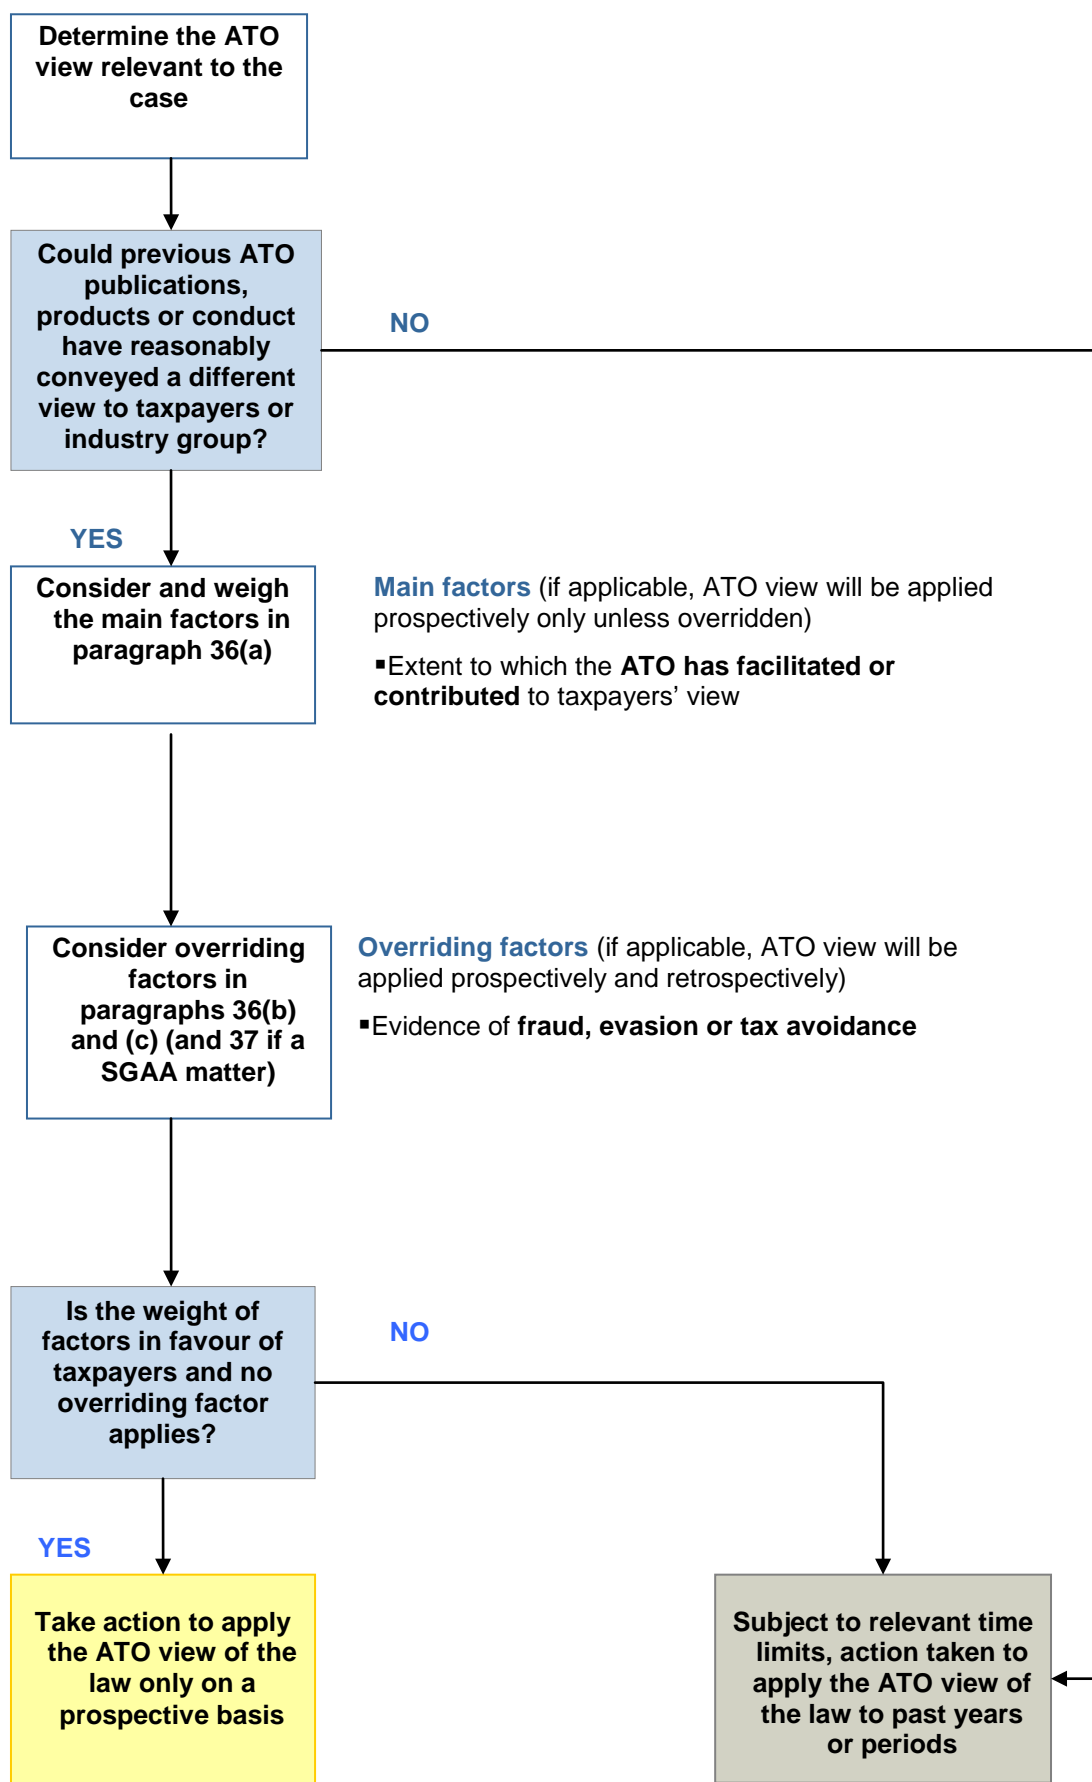 Determine the ATO
view relevant to the
case
Could previous ATO
publications,
products or conduct
have reasonably
conveyed a different
view to taxpayers or
industry group?
NO
YES
Consider and weigh
the main factors in
paragraph 36(a)
Main factors (if applicable, ATO view will be applied
prospectively only unless overridden)
▪Extent to which the ATO has facilitated or
contributed to taxpayers’ view
Consider overriding
factors in
paragraphs 36(b)
and (c) (and 37 if a
SGAA matter)
Overriding factors (if applicable, ATO view will be
applied prospectively and retrospectively)
▪Evidence of fraud, evasion or tax avoidance
Is the weight of
factors in favour of
taxpayers and no
overriding factor
applies?
NO
YES
Take action to apply
the ATO view of the
law only on a
prospective basis
Subject to relevant time
limits, action taken to
apply the ATO view of
the law to past years
or periods